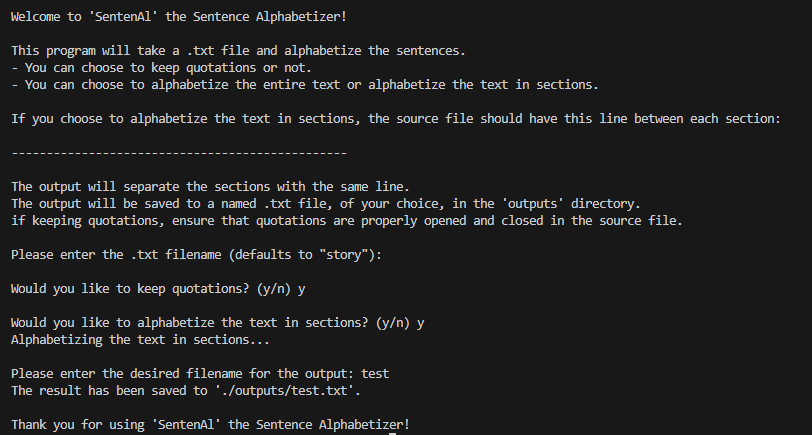 Welcome to 'SentenAl' the Sentence Alphabetizer!
This program will take a .txt file and alphabetize the sentences.
- You can choose to keep quotations or not.
- You can choose to alphabetize the entire text or alphabetize the text in sections.
If you choose to alphabetize the text in sections, the source file should have this line between each section:
------------------------------------------------
The output will separate the sections with the same line.
The output will be saved to a named .txt file, of your choice, in the 'outputs' directory.
if keeping quotations, ensure that quotations are properly opened and closed in the source file.
Please enter the .txt filename (defaults to "story"):
Would you like to keep quotations? (y/n) y
Would you like to alphabetize the text in sections? (y/n) y
Alphabetizing the text in sections...
Please enter the desired filename for the output: test
The result has been saved to './outputs/test.txt'.
Thank you for using 'SentenAl' the Sentence Alphabetizer!